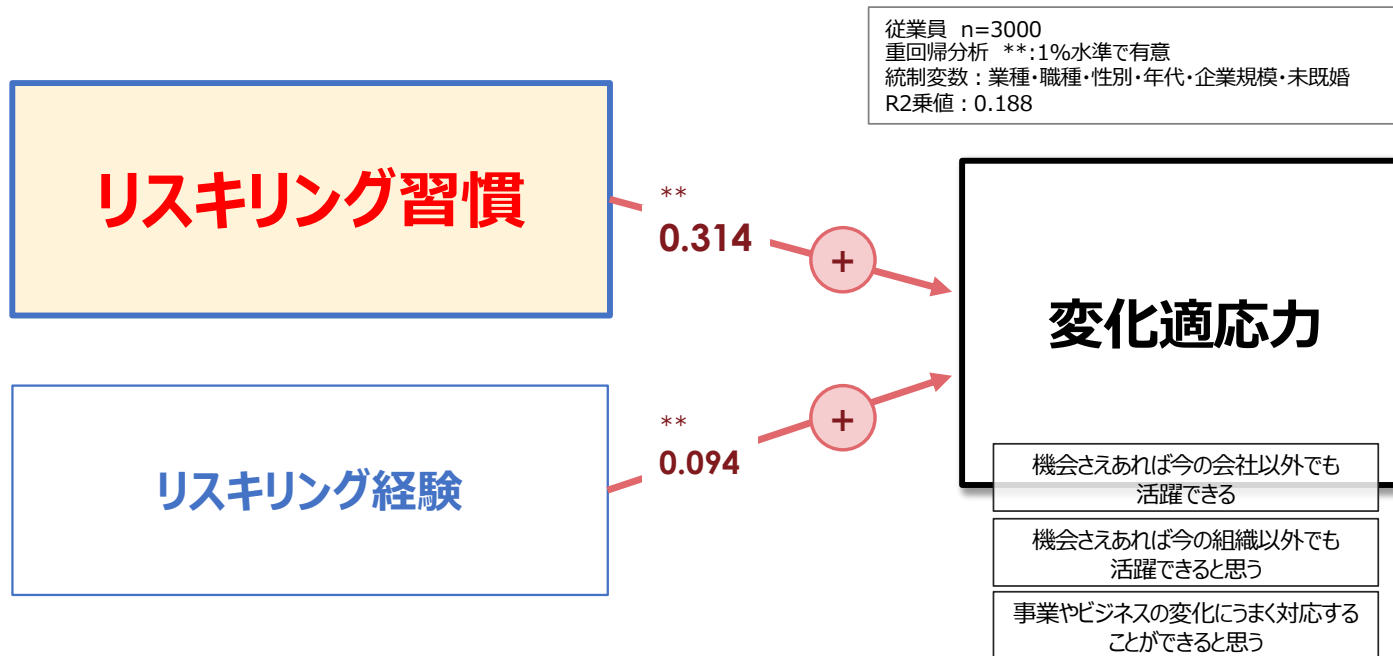 従業員 n=3000
重回帰分析 **:1%水準で有意
統制変数：業種・職種・性別・年代・企業規模・未既婚
R2乗値：0.188
リスキリング習慣
**
0.314
+
変化適応力
リスキリング経験
**
0.094
+
機会さえあれば今の会社以外でも
活躍できる
機会さえあれば今の組織以外でも
活躍できると思う
事業やビジネスの変化にうまく対応する
ことができると思う